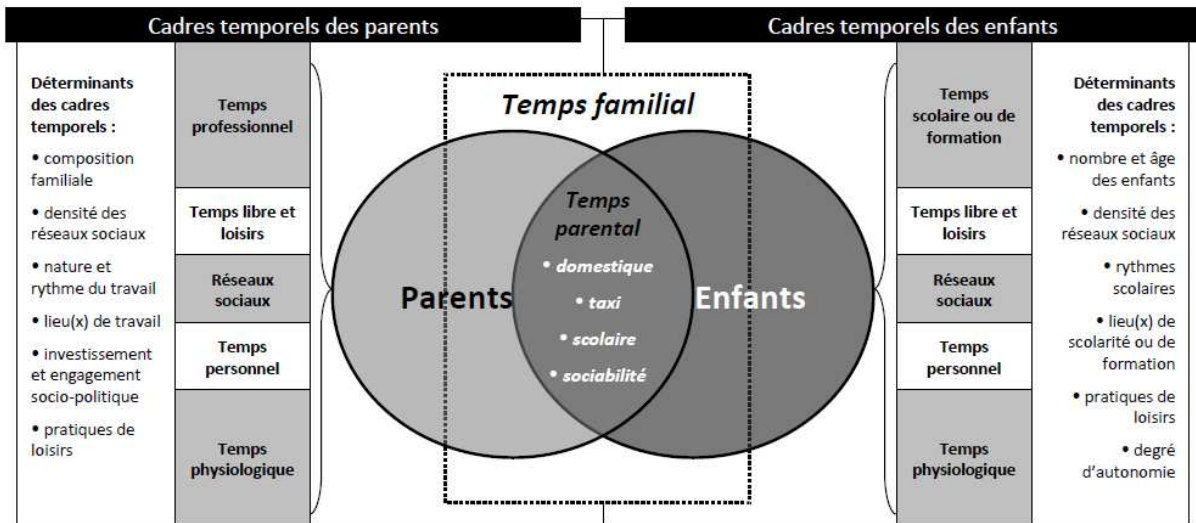 Cadres temporels des parents
Cadres temporels des enfants
Déterminants
des cadres
temporels :
• composition
familiale
• densité des
réseaux sociaux
• nature et
rythme du travail
• lieu(x) de travail
• investissement
et engagement
socio-politique
• pratiques de
loisirs
Temps
professionnel
Temps libre et
loisirs
Réseaux
sociaux
Temps
personnel
Temps
physiologique
Temps familial
Parents
Temps
parental
• domestique
• taxi
• scolaire
• sociabilité
Enfants
Temps
scolaire ou de
formation
Temps libre et
loisirs
Réseaux
sociaux
Temps
personnel
Temps
physiologique
Déterminants
des cadres
temporels :
• nombre et âge
des enfants
• densité des
réseaux sociaux
• rythmes
scolaires
• lieu(x) de
scolarité ou de
formation
• pratiques de
loisirs
• degré
d'autonomie